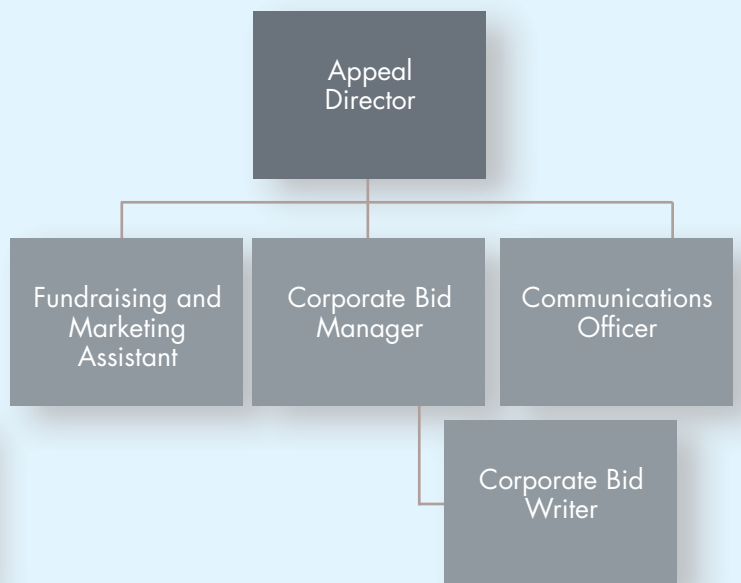 Appeal
Director
Fundraising and
Marketing
Assistant
Corporate Bid
Manager
Communications
Officer
Corporate Bid
Writer